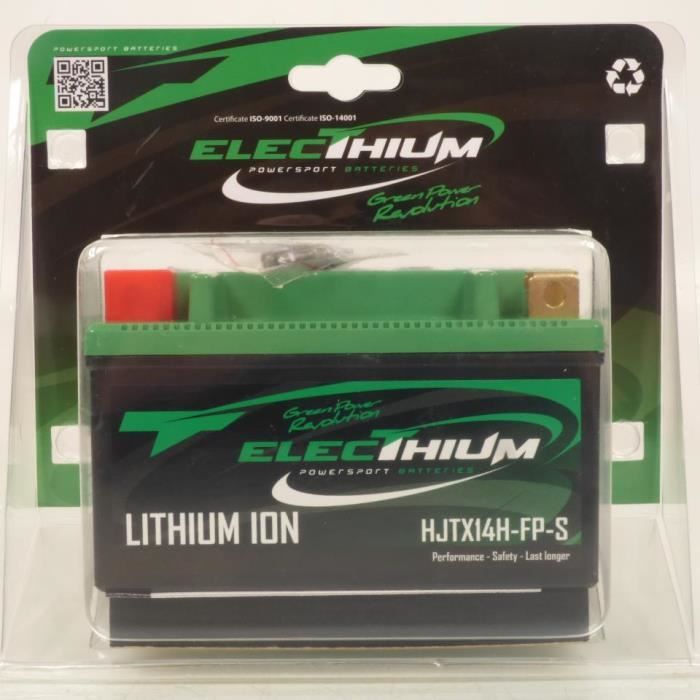 POWERSPORT BATTERIES
Certificate ISO-9001 Certificate ISO-14001
ELECTHIUM
POWERSPORT BATTERIES
Green Power
Revolution
Green Power
Revolution
ELECTHIUM
POWERSPORT BATTERIES
LITHIUM ION
HJTX14H-FP-S
Performance - Safety - Last longer